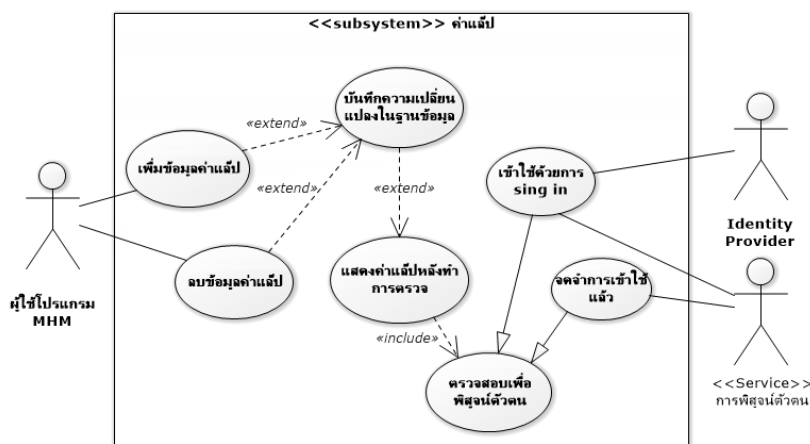 <<subsystem>> ค่าแล็ป
บันทึกความเปลี่ยน
แปลงในฐานข้อมูล
«extend»
เพิ่มข้อมูลค่าแล็ป
เข้าใช้ด้วยการ
sing in
«extend»
«extend»
Identity
Provider
ลบข้อมูลค่าแล็ป
แสดงค่าแล็ปหลังทำ
การตรวจ
จดจำการเข้าใช้
แล้ว
ผู้ใช้โปรแกรม
MHM
«include»
ตรวจสอบเพื่อ
พิสูจน์ตัวตน
<<Service>>
การพิสูจน์ตัวตน